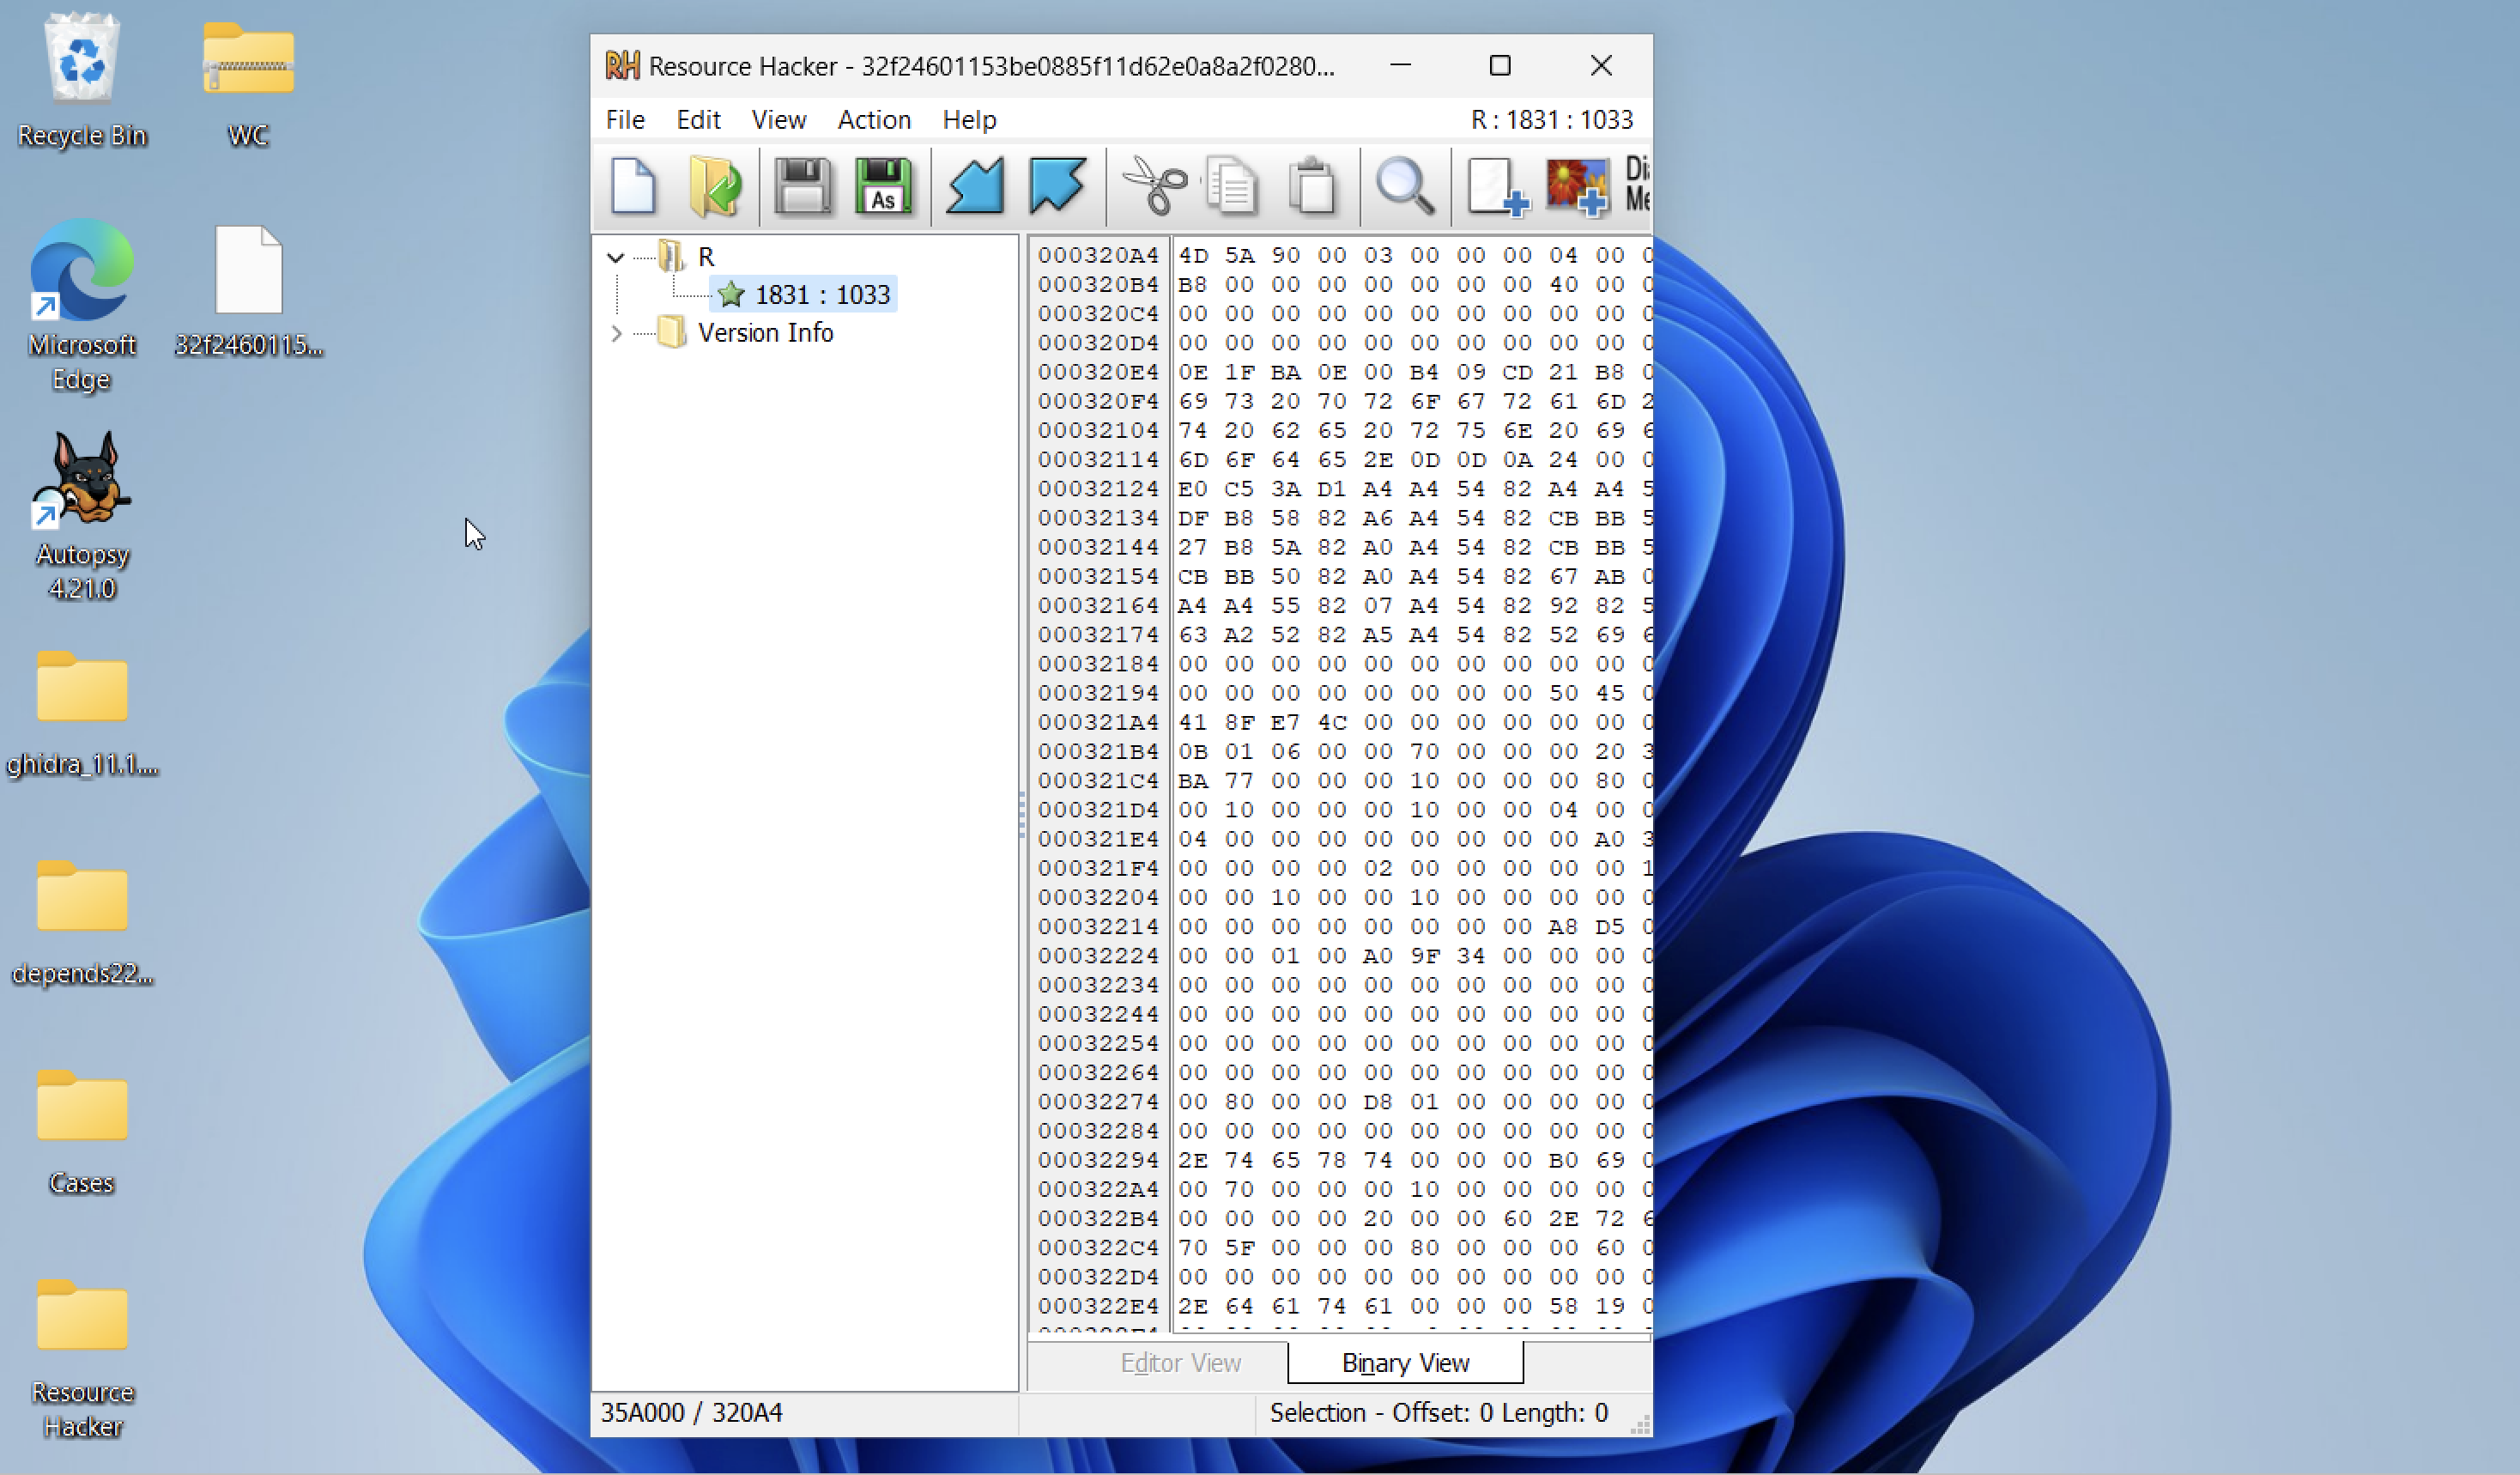 Recycle Bin
WC
Microsoft
Edge
32f2460115...
Autopsy
4.21.0
ghidra_11.1....
depends22...
Cases
Resource
Hacker
RH Resource Hacker - 32f24601153be0885f11d62e0a8a2f0280...
File Edit View Action Help R : 1831 : 1033
As
R
1831 : 1033
Version Info
000320A4 4D 5A 90 00 03 00 00 00 04 00
000320B4 B8 00 00 00 00 00 00 00 40 00
000320C4 00 00 00 00 00 00 00 00 00 00
000320D4 00 00 00 00 00 00 00 00 00 00
000320E4 0E 1F BA 0E 00 B4 09 CD 21 B8
000320F4 69 73 20 70 72 6F 67 72 61 6D
00032104 74 20 62 65 20 72 75 6E 20 69
00032114 6D 6F 64 65 2E 0D 0D 0A 24 00
00032124 E0 C5 3A D1 A4 A4 54 82 A4 A4
00032134 DF B8 58 82 A6 A4 54 82 CB BB
00032144 27 B8 5A 82 A0 A4 54 82 CB BB
00032154 CB BB 50 82 A0 A4 54 82 67 AB
00032164 A4 A4 55 82 07 A4 54 82 92 82
00032174 63 A2 52 82 A5 A4 54 82 52 69
00032184 00 00 00 00 00 00 00 00 00 00
00032194 00 00 00 00 00 00 00 00 50 45
000321A4 41 8F E7 4C 00 00 00 00 00 00
000321B4 0B 01 06 00 00 70 00 00 00 20
000321C4 BA 77 00 00 00 10 00 00 00 80
000321D4 00 10 00 00 00 10 00 00 04 00
000321E4 04 00 00 00 00 00 00 00 00 A0
000321F4 00 00 00 00 02 00 00 00 00 00
00032204 00 00 10 00 00 10 00 00 00 00
00032214 00 00 00 00 00 00 00 00 A8 D5
00032224 00 00 01 00 A0 9F 34 00 00 00
00032234 00 00 00 00 00 00 00 00 00 00
00032244 00 00 00 00 00 00 00 00 00 00
00032254 00 00 00 00 00 00 00 00 00 00
00032264 00 00 00 00 00 00 00 00 00 00
00032274 00 80 00 00 D8 01 00 00 00 00
00032284 00 00 00 00 00 00 00 00 00 00
00032294 2E 74 65 78 74 00 00 00 B0 69
000322A4 00 70 00 00 00 10 00 00 00 00
000322B4 00 00 00 00 20 00 00 60 2E 72
000322C4 70 5F 00 00 00 80 00 00 00 60
000322D4 00 00 00 00 00 00 00 00 00 00
000322E4 2E 64 61 74 61 00 00 00 58 19
Editor View Binary View
35A000 / 320A4 Selection - Offset: 0 Length: 0